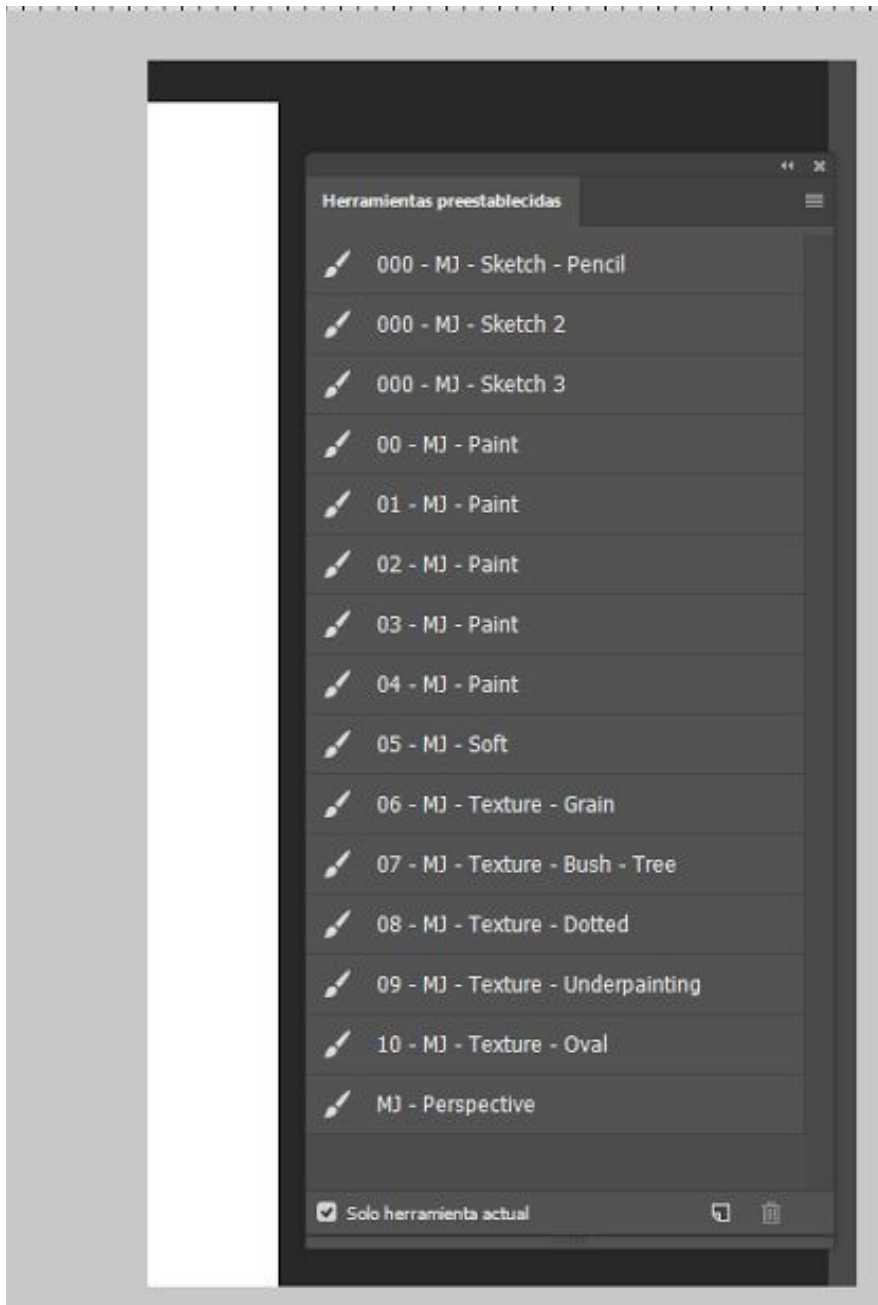 Herramientas preestablecidas
000 - MJ - Sketch - Pencil
000 - MJ - Sketch 2
000 - MJ - Sketch 3
00 - MJ - Paint
01 - MJ - Paint
02 - MJ - Paint
03 - MJ - Paint
04 - MJ - Paint
05 - MJ - Soft
06 - MJ - Texture - Grain
07 - MJ - Texture - Bush - Tree
08 - MJ - Texture - Dotted
09 - MJ - Texture - Underpainting
10 - MJ - Texture - Oval
MJ - Perspective
Solo herramienta actual